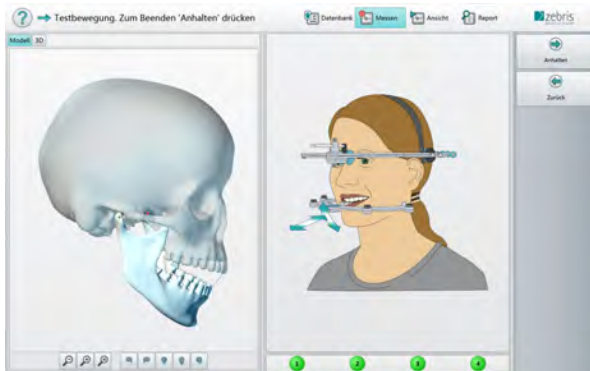 ? Testbewegung. Zum Beenden 'Anhalten' drücken
Datenbank Messen Ansicht Report
zebris
Modell 3D
Anhalten
Zurück
1 2 3 4